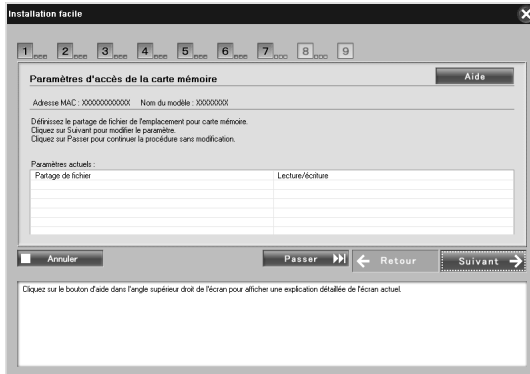 Installation facile
1 2 3 4 5 6 7 8 9
Paramètres d'accès de la carte mémoire
Aide
Adresse MAC : XXXXXXXXXXXX Nom du modèle : XXXXXXXX
Définissez le partage de fichier de l'emplacement pour carte mémoire.
Cliquez sur Suivant pour modifier le paramètre.
Cliquez sur Passer pour continuer la procédure sans modification.
Paramètres actuels :
Partage de fichier Lecture/écriture
Annuler Passer Retour Suivant
Cliquez sur le bouton d'aide dans l'angle supérieur droit de l'écran pour afficher une explication détaillée de l'écran actuel.